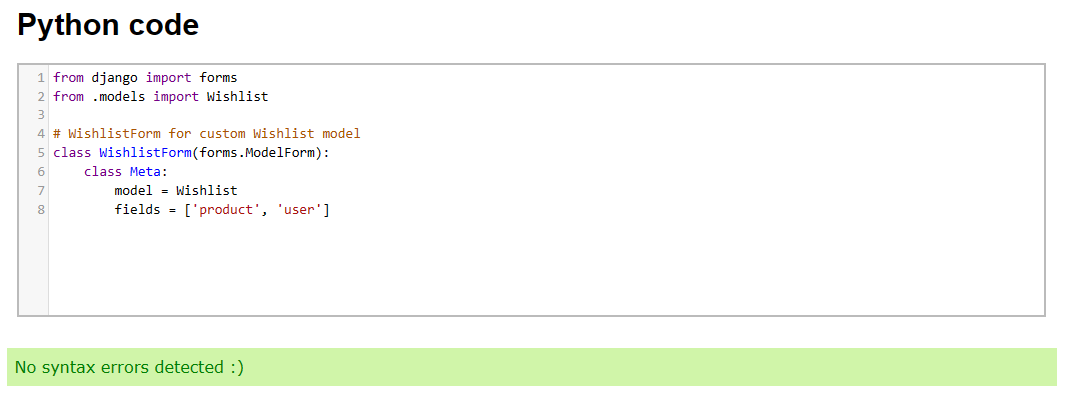 Python code
1 from django import forms
2 from .models import Wishlist
3
4 # WishlistForm for custom Wishlist model
5 class WishlistForm(forms.ModelForm):
6     class Meta:
7         model = Wishlist
8         fields = ['product', 'user']
No syntax errors detected :)